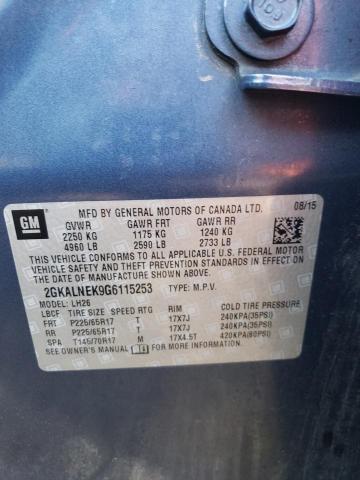 GM
MFD BY GENERAL MOTORS OF CANADA LTD. 08/15
GVWR GAWR FRT GAWR RR
2250 KG 1175 KG 1240 KG
4960 LB 2590 LB 2733 LB
THIS VEHICLE CONFORMS TO ALL APPLICABLE U.S. FEDERAL MOTOR
VEHICLE SAFETY, BUMPER, AND THEFT PREVENTION STANDARDS IN
EFFECT ON THE DATE OF MANUFACTURE SHOWN ABOVE.
2GKALNEK9G6115253 TYPE: M.P.V.
MODEL: LH26
LBCF TIRE SIZE SPEED RTG RIM COLD TIRE PRESSURE
FRT P225/65R17 T 17X7J 240KPA(35PSI)
RR P225/65R17 T 17X7J 240KPA(35PSI)
SPA T145/70R17 M 17X4.5T 420KPA(60PSI)
SEE OWNER'S MANUAL FOR ADDITIONAL INFORMATION